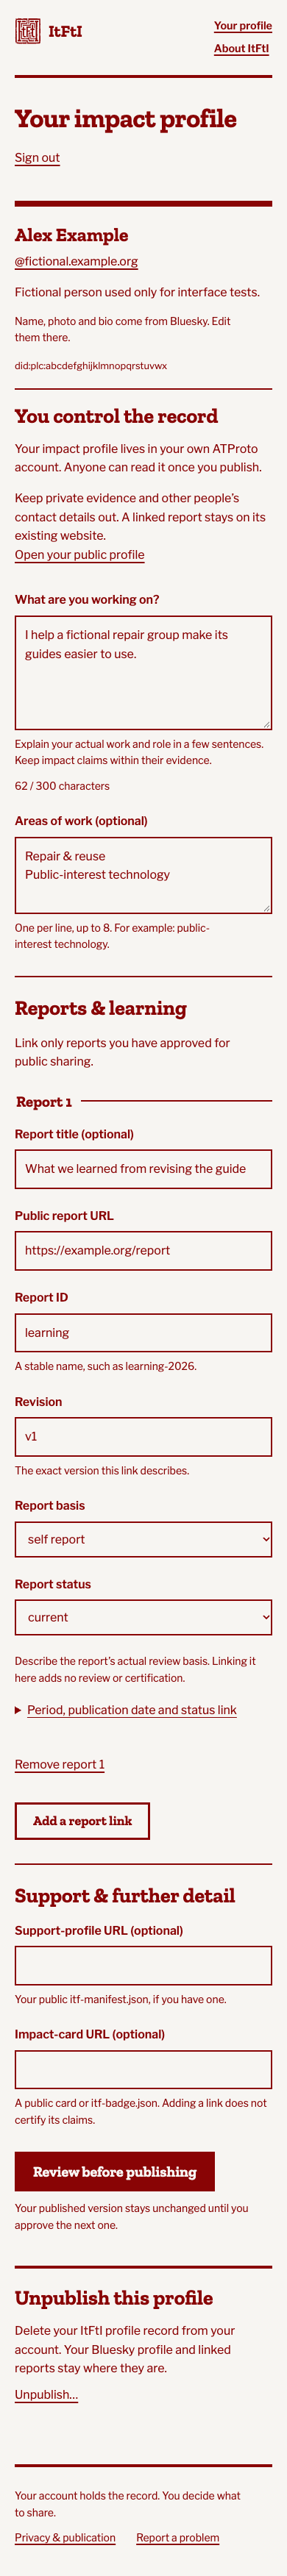 ItFtI
Your profile
About ItFtI
Your impact profile
Sign out
Alex Example
@fictional.example.org
Fictional person used only for interface tests.
Name, photo and bio come from Bluesky. Edit
them there.
did:plc:abcdefghijklmnopqrstuvwx
You control the record
Your impact profile lives in your own ATProto
account. Anyone can read it once you publish.
Keep private evidence and other people's
contact details out. A linked report stays on its
existing website.
Open your public profile
What are you working on?
I help a fictional repair group make its
guides easier to use.
Explain your actual work and role in a few sentences.
Keep impact claims within their evidence.
62 / 300 characters
Areas of work (optional)
Repair & reuse
Public-interest technology
One per line, up to 8. For example: public-
interest technology.
Reports & learning
Link only reports you have approved for
public sharing.
Report 1
Report title (optional)
What we learned from revising the guide
Public report URL
https://example.org/report
Report ID
learning
A stable name, such as learning-2026.
Revision
v1
The exact version this link describes.
Report basis
self report
Report status
current
Describe the report's actual review basis. Linking it
here adds no review or certification.
Period, publication date and status link
Remove report 1
Add a report link
Support & further detail
Support-profile URL (optional)
Your public itf-manifest.json, if you have one.
Impact-card URL (optional)
A public card or itf-badge.json. Adding a link does not
certify its claims.
Review before publishing
Your published version stays unchanged until you
approve the next one.
Unpublish this profile
Delete your ItFtI profile record from your
account. Your Bluesky profile and linked
reports stay where they are.
Unpublish…
Your account holds the record. You decide what
to share.
Privacy & publication
Report a problem